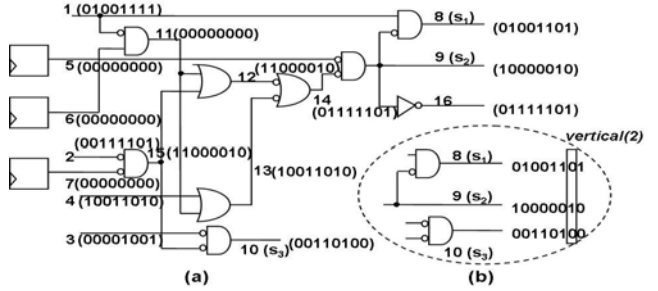 1 (01001111)
8 (s1)
(01001101)
11(00000000)
5 (00000000)
(11000010)
9 (s2)
(10000010)
12
14
(01111101)
16
(01111101)
6 (00000000)
(00111101)
2
15 (11000010)
vertical(2)
8 (s1)
01001101
7(00000000)
13(10011010)
4 (10011010)
9 (s2)
10000010
3 (00001001)
00110100
10 (s3)
(00110100)
10 (s3)
(a)
(b)